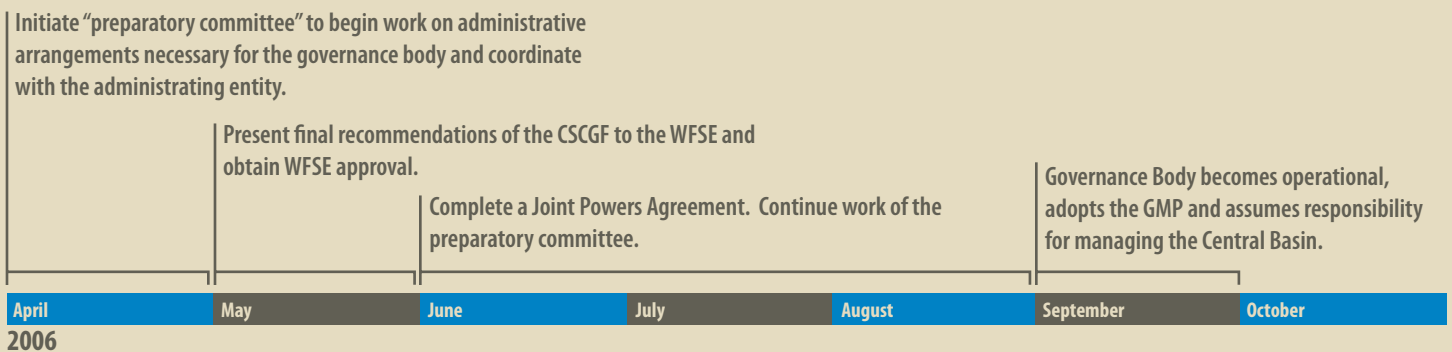 Initiate “preparatory committee” to begin work on administrative
arrangements necessary for the governance body and coordinate
with the administrating entity.
Present final recommendations of the CSCGF to the WFSE and
obtain WFSE approval.
Complete a Joint Powers Agreement. Continue work of the
preparatory committee.
Governance Body becomes operational,
adopts the GMP and assumes responsibility
for managing the Central Basin.
April May June July August September October
2006